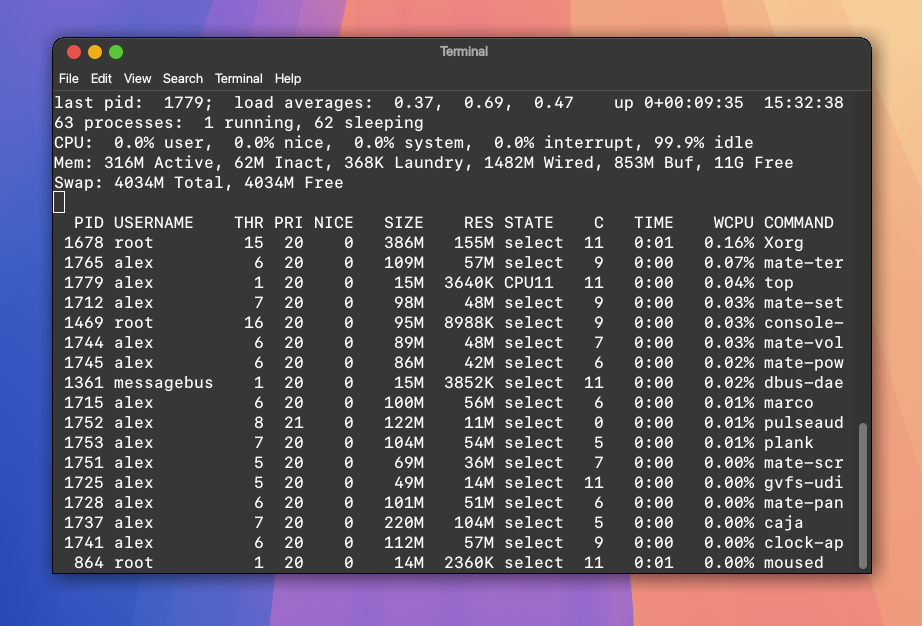 Terminal
File Edit View Search Terminal Help
last pid:  1779;  load averages:  0.37,  0.69,  0.47    up 0+00:09:35  15:32:38
63 processes:  1 running, 62 sleeping
CPU:  0.0% user,  0.0% nice,  0.0% system,  0.0% interrupt, 99.9% idle
Mem: 316M Active, 62M Inact, 368K Laundry, 1482M Wired, 853M Buf, 11G Free
Swap: 4034M Total, 4034M Free
  PID USERNAME    THR PRI NICE   SIZE    RES STATE    C   TIME    WCPU COMMAND
 1678 root         15  20    0   386M   155M select  11   0:01   0.16% Xorg
 1765 alex          6  20    0   109M    57M select   9   0:00   0.07% mate-ter
 1779 alex          1  20    0    15M  3640K CPU11   11   0:00   0.04% top
 1712 alex          7  20    0    98M    48M select   9   0:00   0.03% mate-set
 1469 root         16  20    0    95M  8988K select   9   0:00   0.03% console-
 1744 alex          6  20    0    89M    48M select   7   0:00   0.03% mate-vol
 1745 alex          6  20    0    86M    42M select   6   0:00   0.02% mate-pow
 1361 messagebus    1  20    0    15M  3852K select  11   0:00   0.02% dbus-dae
 1715 alex          6  20    0   100M    56M select   6   0:00   0.01% marco
 1752 alex          8  21    0   122M    11M select   0   0:00   0.01% pulseaud
 1753 alex          7  20    0   104M    54M select   5   0:00   0.01% plank
 1751 alex          5  20    0    69M    36M select   7   0:00   0.00% mate-scr
 1725 alex          5  20    0    49M    14M select  11   0:00   0.00% gvfs-udi
 1728 alex          6  20    0   101M    51M select   6   0:00   0.00% mate-pan
 1737 alex          7  20    0   220M   104M select   5   0:00   0.00% caja
 1741 alex          6  20    0   112M    57M select   9   0:00   0.00% clock-ap
  864 root          1  20    0    14M  2360K select  11   0:01   0.00% moused